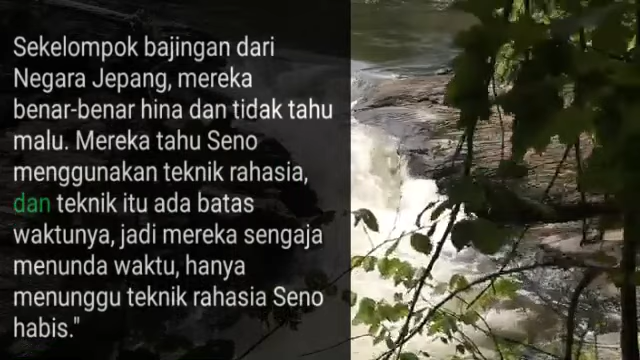 Sekelompok bajingan dari
Negara Jepang, mereka
benar-benar hina dan tidak tahu
malu. Mereka tahu Seno
menggunakan teknik rahasia,
dan teknik itu ada batas
waktunya, jadi mereka sengaja
menunda waktu, hanya
menunggu teknik rahasia Seno
habis."